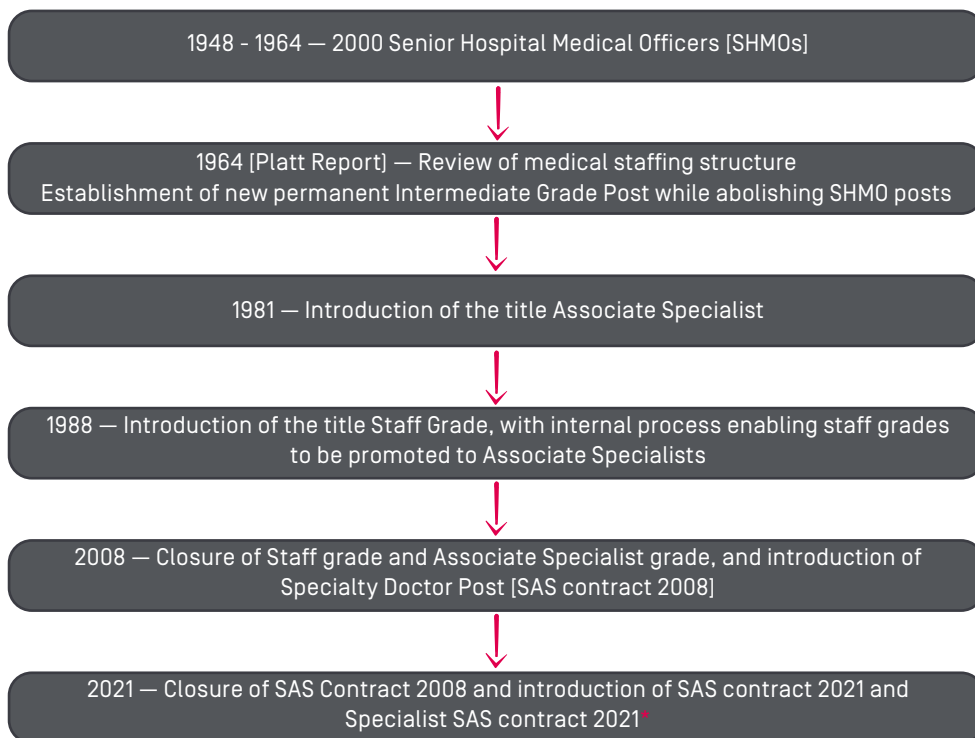 1948 - 1964 — 2000 Senior Hospital Medical Officers [SHMOs]
1964 [Platt Report] — Review of medical staffing structure
Establishment of new permanent Intermediate Grade Post while abolishing SHMO posts
1981 — Introduction of the title Associate Specialist
1988 — Introduction of the title Staff Grade, with internal process enabling staff grades
to be promoted to Associate Specialists
2008 — Closure of Staff grade and Associate Specialist grade, and introduction of
Specialty Doctor Post [SAS contract 2008]
2021 — Closure of SAS Contract 2008 and introduction of SAS contract 2021 and
Specialist SAS contract 2021*